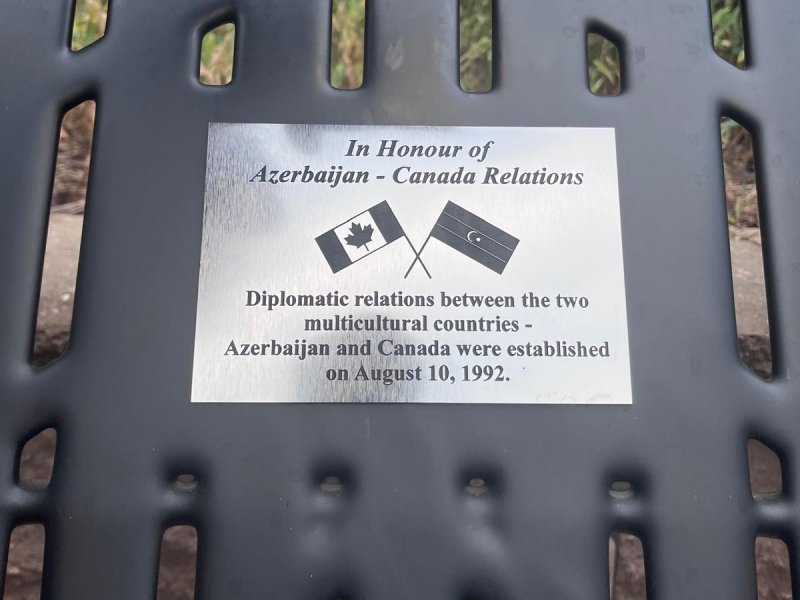 In Honour of
Azerbaijan - Canada Relations
Diplomatic relations between the two
multicultural countries -
Azerbaijan and Canada were established
on August 10, 1992.